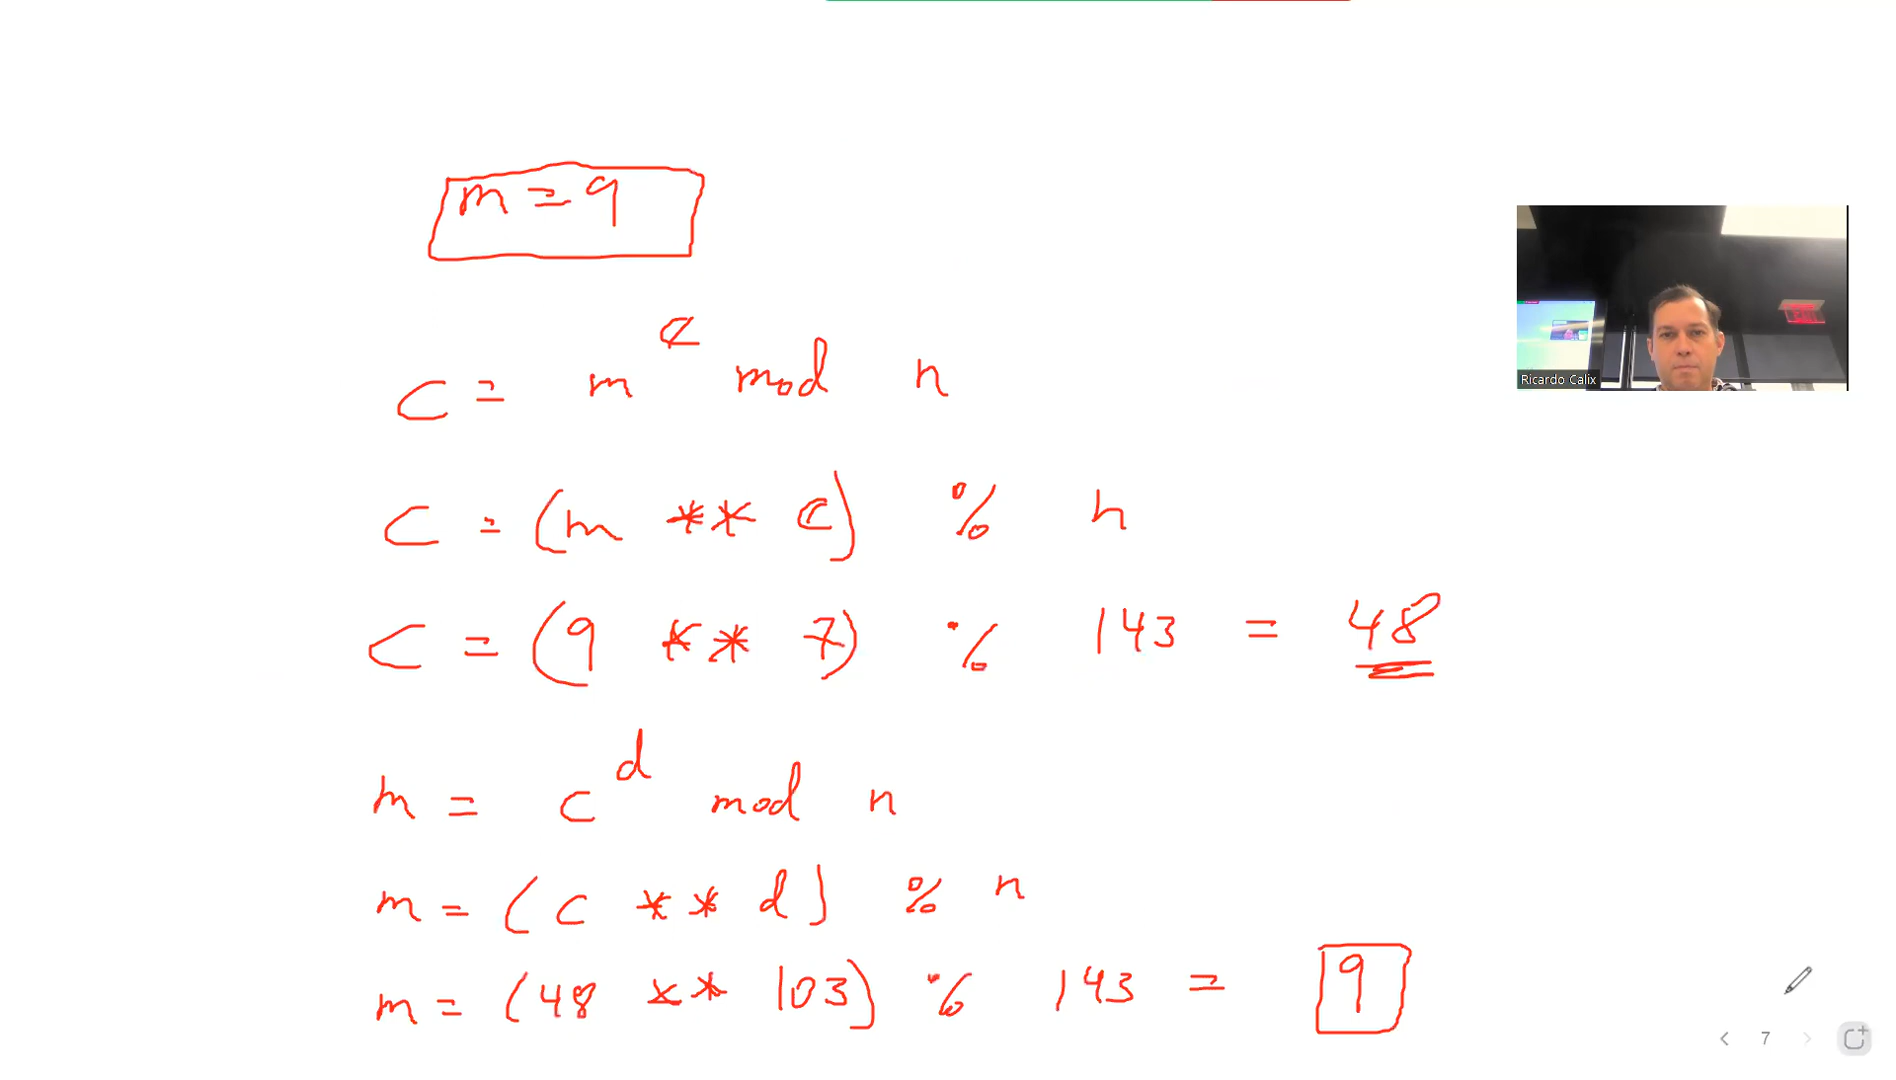 m = 9
c = m^e mod n
c = (m ** e) % n
c = (9 ** 7) % 143 = 48
m = c^d mod n
m = (c ** d) % n
m = (48 ** 103) % 143 = 9
Ricardo Calix
7